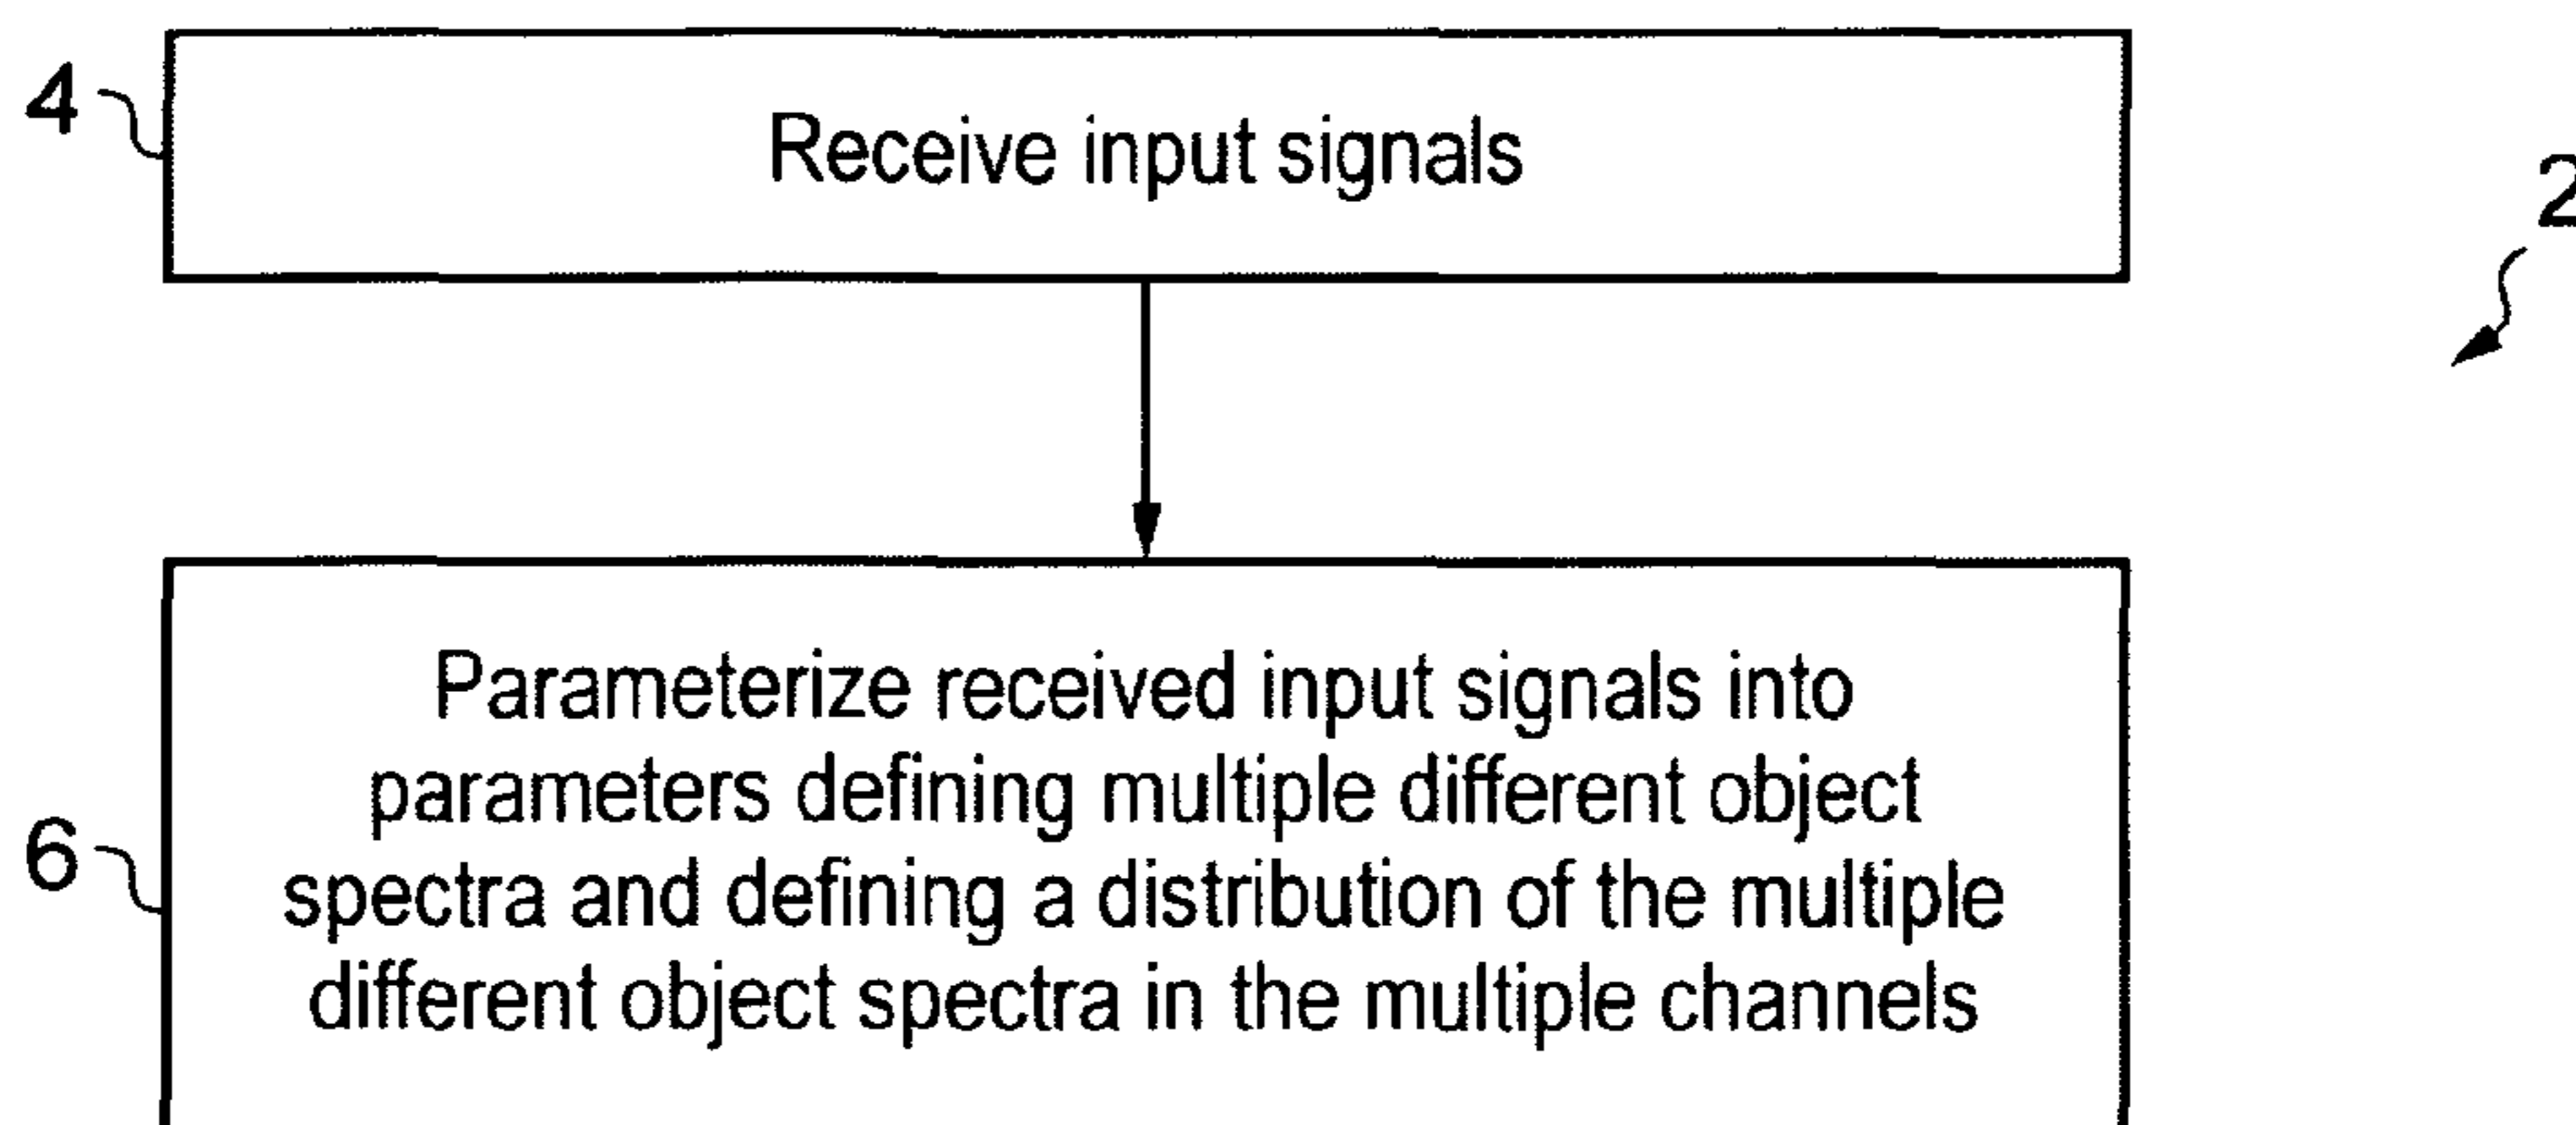 4
Receive input signals
2
Parameterize received input signals into
parameters defining multiple different object
spectra and defining a distribution of the multiple
different object spectra in the multiple channels
6